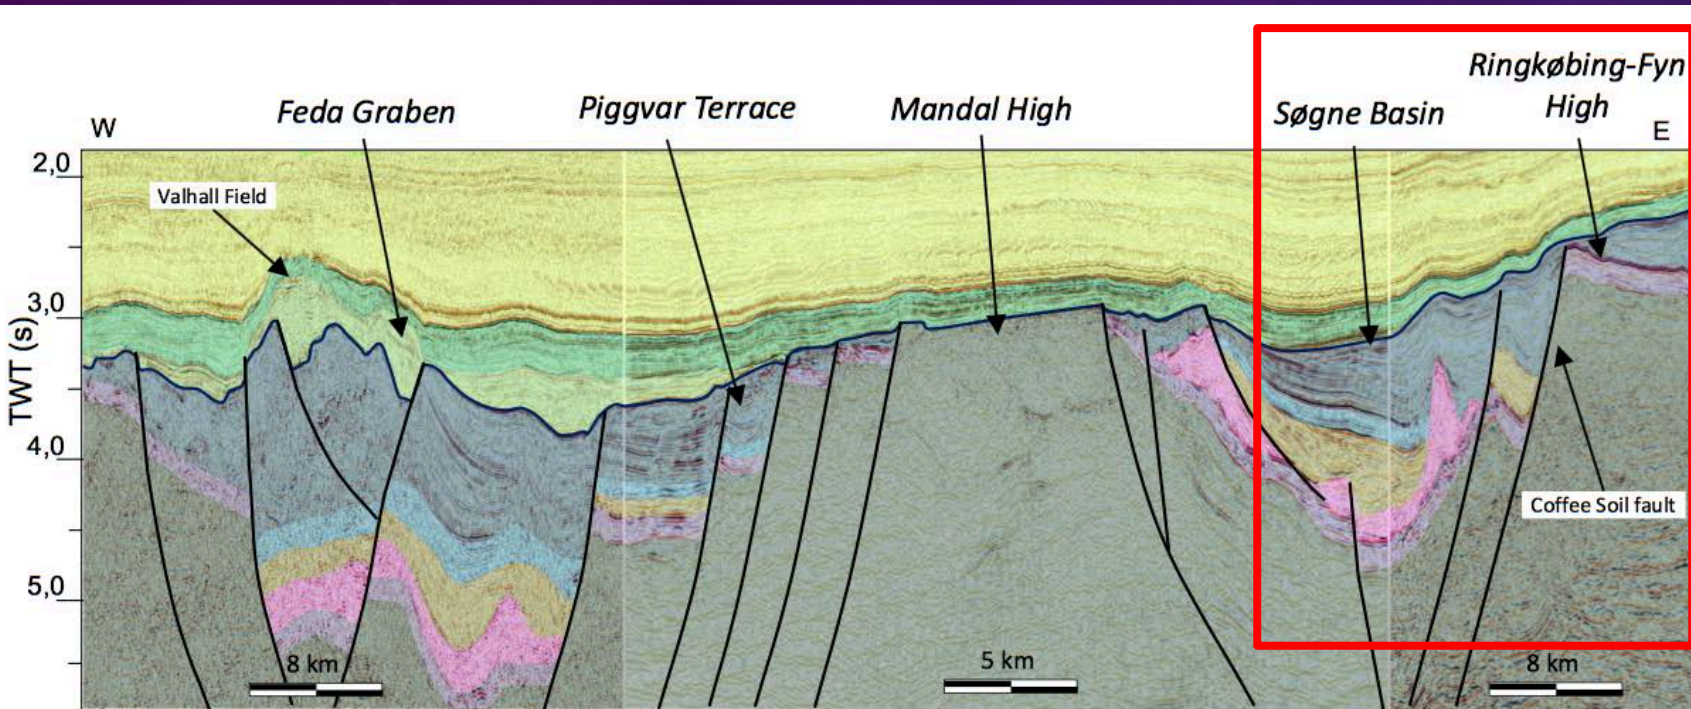 Ringkøbing-Fyn
High
Feda Graben
Piggvar Terrace
Mandal High
Søgne Basin
W
E
2,0
Valhall Field
3,0
TWT (s)
4,0
Coffee Soil fault
5,0
8 km
5 km
8 km